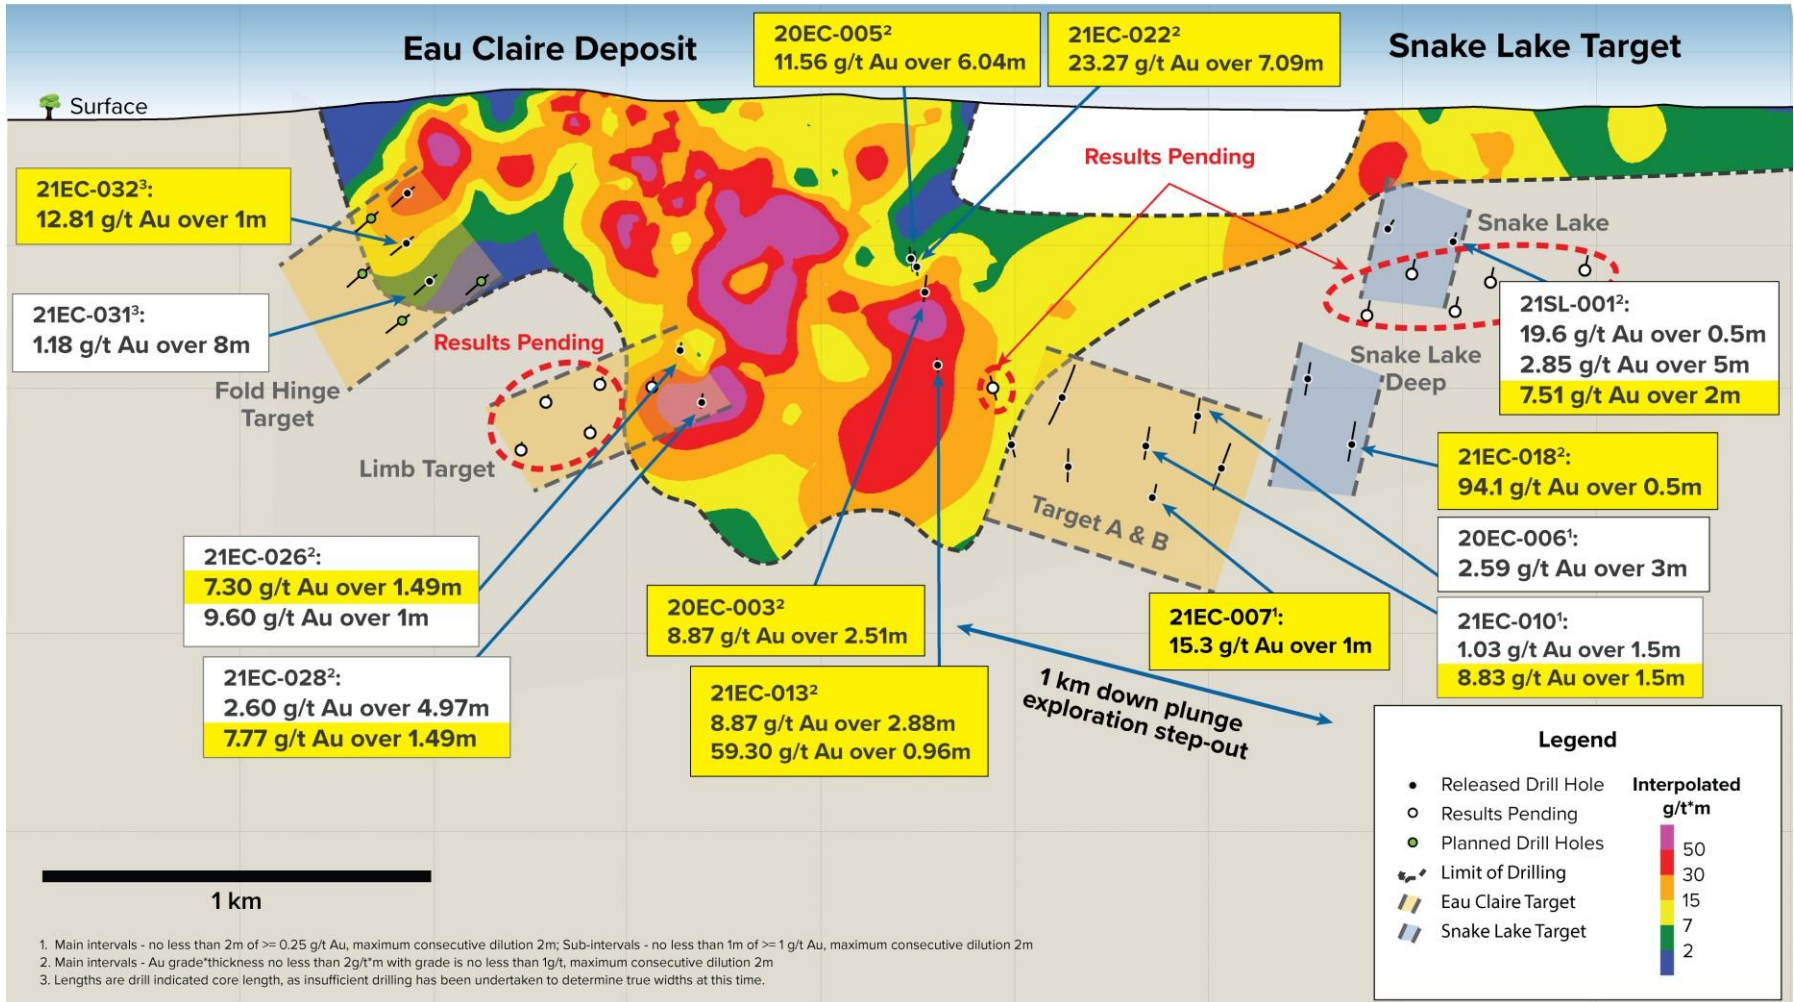 Eau Claire Deposit
Snake Lake Target
20EC-005²
11.56 g/t Au over 6.04m
21EC-022²
23.27 g/t Au over 7.09m
Surface
Results Pending
21EC-032³:
12.81 g/t Au over 1m
Snake Lake
21EC-031³:
1.18 g/t Au over 8m
21SL-001²:
19.6 g/t Au over 0.5m
2.85 g/t Au over 5m
7.51 g/t Au over 2m
Results Pending
Snake Lake
Deep
Fold Hinge
Target
Limb Target
21EC-018²:
94.1 g/t Au over 0.5m
Target A & B
20EC-006¹:
2.59 g/t Au over 3m
21EC-026²:
7.30 g/t Au over 1.49m
9.60 g/t Au over 1m
20EC-003²
8.87 g/t Au over 2.51m
21EC-007¹:
15.3 g/t Au over 1m
21EC-010¹:
1.03 g/t Au over 1.5m
8.83 g/t Au over 1.5m
21EC-028²:
2.60 g/t Au over 4.97m
7.77 g/t Au over 1.49m
21EC-013²
8.87 g/t Au over 2.88m
59.30 g/t Au over 0.96m
1 km down plunge
exploration step-out
Legend
Released Drill Hole
Results Pending
Planned Drill Holes
Limit of Drilling
Eau Claire Target
Snake Lake Target
Interpolated
g/t*m
50
30
15
7
2
1 km
1. Main intervals - no less than 2m of >= 0.25 g/t Au, maximum consecutive dilution 2m; Sub-intervals - no less than 1m of >= 1 g/t Au, maximum consecutive dilution 2m
2. Main intervals - Au grade*thickness no less than 2g/t*m with grade is no less than 1g/t, maximum consecutive dilution 2m
3. Lengths are drill indicated core length, as insufficient drilling has been undertaken to determine true widths at this time.